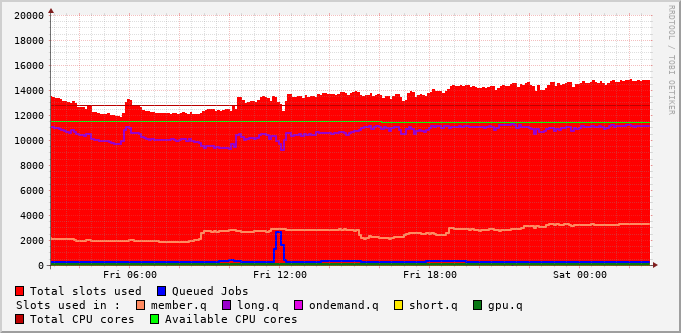 RRDTOOL / TOBI OETIKER
20000
18000
16000
14000
12000
10000
8000
6000
4000
2000
0
Fri 06:00 Fri 12:00 Fri 18:00 Sat 00:00
Total slots used Queued Jobs
Slots used in : member.q long.q ondemand.q short.q gpu.q
Total CPU cores Available CPU cores